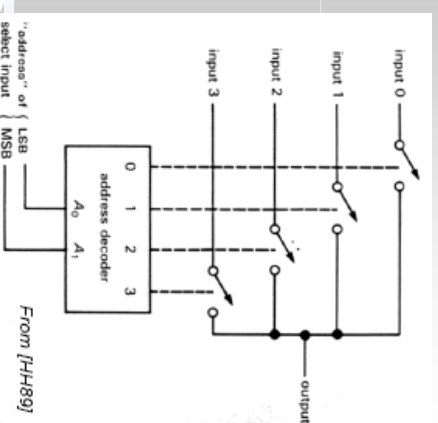 input 0
input 1
input 2
input 3
output
0 1 2 3
address decoder
A₀ A₁
"address" of { LSB
select input { MSB
From [HH89]